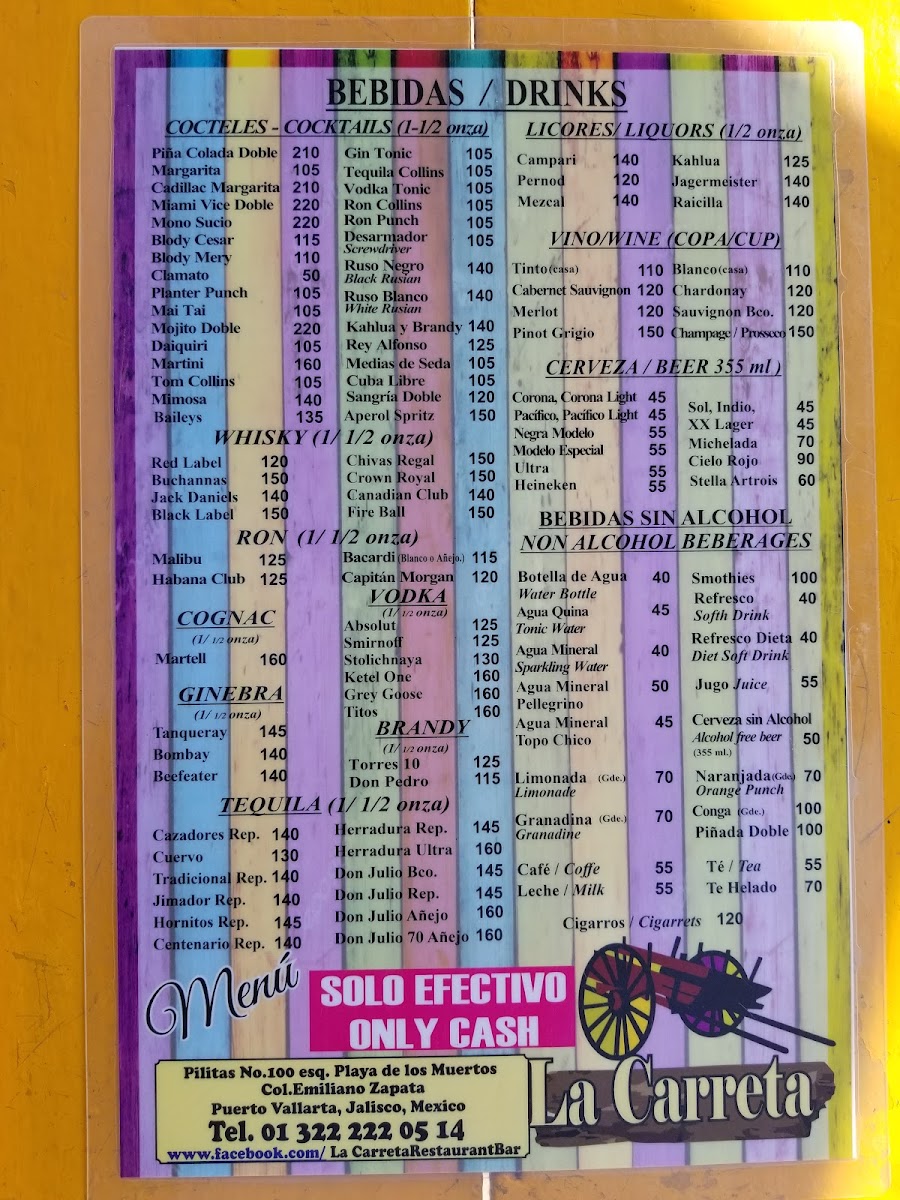 BEBIDAS / DRINKS
COCTELES - COCKTAILS (1-1/2 onza)
Piña Colada Doble 210
Margarita 105
Cadillac Margarita 210
Miami Vice Doble 220
Mono Sucio 220
Blody Cesar 115
Blody Mery 110
Clamato 50
Planter Punch 105
Mai Tai 105
Mojito Doble 220
Daiquiri 105
Martini 160
Tom Collins 105
Mimosa 140
Baileys 135
Gin Tonic 105
Tequila Collins 105
Vodka Tonic 105
Ron Collins 105
Ron Punch 105
Desarmador 105
Screwdriver
Ruso Negro 140
Black Rusian
Ruso Blanco 140
White Rusian
Kahlua y Brandy 140
Rey Alfonso 125
Medias de Seda 105
Cuba Libre 105
Sangría Doble 120
Aperol Spritz 150
WHISKY (1/ 1/2 onza)
Red Label 120
Buchannas 150
Jack Daniels 140
Black Label 150
Chivas Regal 150
Crown Royal 150
Canadian Club 140
Fire Ball 150
RON (1/ 1/2 onza)
Malibu 125
Habana Club 125
Bacardi (Blanco o Añejo.) 115
Capitán Morgan 120
COGNAC
(1/ 1/2 onza)
Martell 160
GINEBRA
(1/ 1/2 onza)
Tanqueray 145
Bombay 140
Beefeater 140
VODKA
(1/ 1/2 onza)
Absolut 125
Smirnoff 125
Stolichnaya 130
Ketel One 160
Grey Goose 160
Titos 160
BRANDY
(1/ 1/2 onza)
Torres 10 125
Don Pedro 115
TEQUILA (1/ 1/2 onza)
Cazadores Rep. 140
Cuervo 130
Tradicional Rep. 140
Jimador Rep. 140
Hornitos Rep. 145
Centenario Rep. 140
Herradura Rep. 145
Herradura Ultra 160
Don Julio Bco. 145
Don Julio Rep. 145
Don Julio Añejo 160
Don Julio 70 Añejo 160
LICORES/ LIQUORS (1/2 onza)
Campari 140
Pernod 120
Mezcal 140
Kahlua 125
Jagermeister 140
Raicilla 140
VINO/WINE (COPA/CUP)
Tinto(casa) 110
Cabernet Sauvignon 120
Merlot 120
Pinot Grigio 150
Blanco(casa) 110
Chardonay 120
Sauvignon Bco. 120
Champage / Prosseco 150
CERVEZA / BEER 355 ml )
Corona, Corona Light 45
Pacífico, Pacífico Light 45
Negra Modelo 55
Modelo Especial 55
Ultra 55
Heineken 55
Sol, Indio, 45
XX Lager 45
Michelada 70
Cielo Rojo 90
Stella Artrois 60
BEBIDAS SIN ALCOHOL
NON ALCOHOL BEBERAGES
Botella de Agua 40
Water Bottle
Agua Quina 45
Tonic Water
Agua Mineral 40
Sparkling Water
Agua Mineral 50
Pellegrino
Agua Mineral 45
Topo Chico
Limonada (Gde.) 70
Limonade
Granadina (Gde.) 70
Granadine
Café / Coffe 55
Leche / Milk 55
Smothies 100
Refresco 40
Softh Drink
Refresco Dieta 40
Diet Soft Drink
Jugo Juice 55
Cerveza sin Alcohol
Alcohol free beer 50
(355 ml.)
Naranjada(Gde) 70
Orange Punch
Conga (Gde.) 100
Piñada Doble 100
Té / Tea 55
Te Helado 70
Cigarros / Cigarrets 120
Menú
SOLO EFECTIVO
ONLY CASH
La Carreta
Pilitas No.100 esq. Playa de los Muertos
Col.Emiliano Zapata
Puerto Vallarta, Jalisco, Mexico
Tel. 01 322 222 05 14
www.facebook.com/ La CarretaRestaurantBar